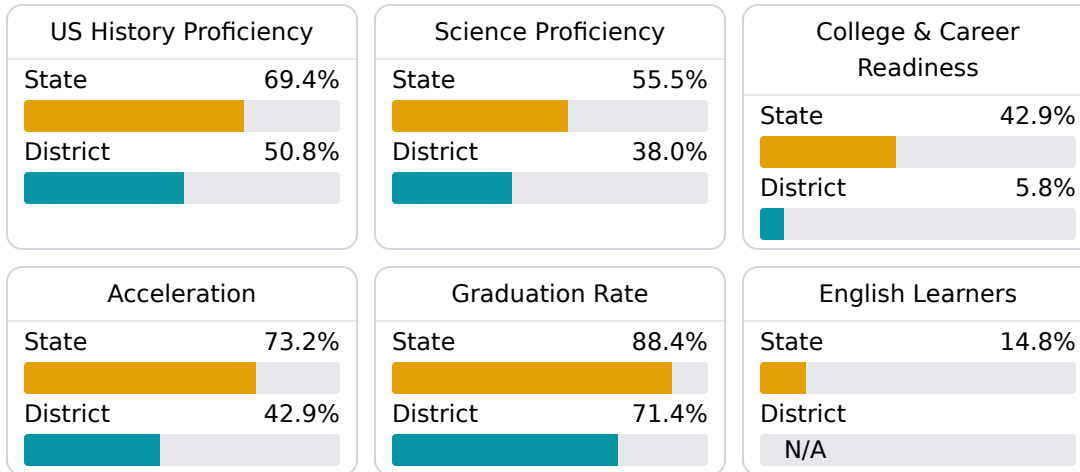 US History Proficiency
State 69.4%
District 50.8%
Science Proficiency
State 55.5%
District 38.0%
College & Career
Readiness
State 42.9%
District 5.8%
Acceleration
State 73.2%
District 42.9%
Graduation Rate
State 88.4%
District 71.4%
English Learners
State 14.8%
District
N/A